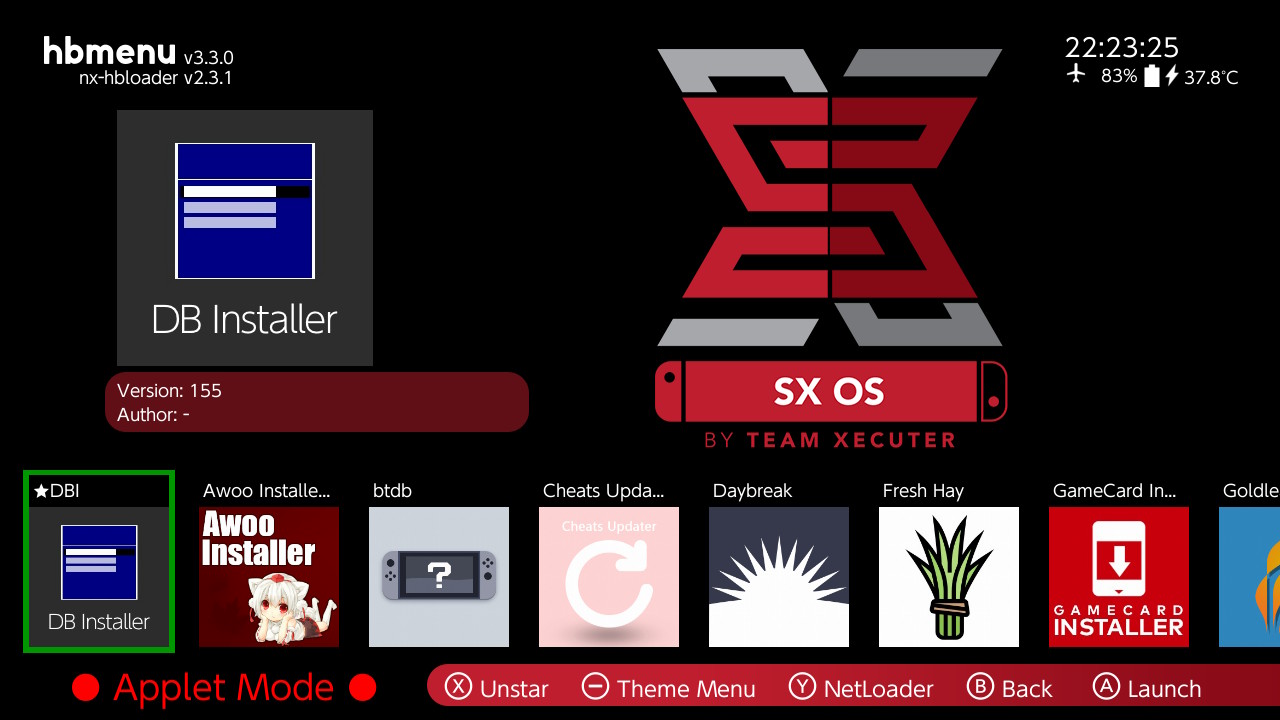 hbmenu v3.3.0
nx-hbloader v2.3.1
22:23:25
83% 37.8°C
DB Installer
Version: 155
Author: -
SX OS
BY TEAM XECUTER
★DBI
DB Installer
Awoo Installe...
Awoo
Installer
btdb
?
Cheats Upda...
Cheats Updater
Daybreak
Fresh Hay
GameCard In...
GAMECARD
INSTALLER
Goldle
Applet Mode
X Unstar
Theme Menu
Y NetLoader
B Back
A Launch